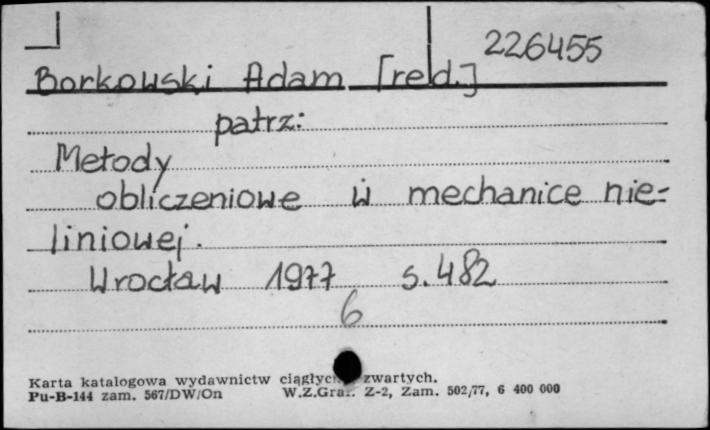 226455
Borkowski Adam [red.]
patrz:
Metody
obliczeniowe w mechanice nie=
liniowej.
Wrocław 1977 s.482
6
Karta katalogowa wydawnictw zwartych.
Pu-B-144 zam. 567/DW/On W.Z.Graf. Z-2, Zam. 502/77, 6 400 000